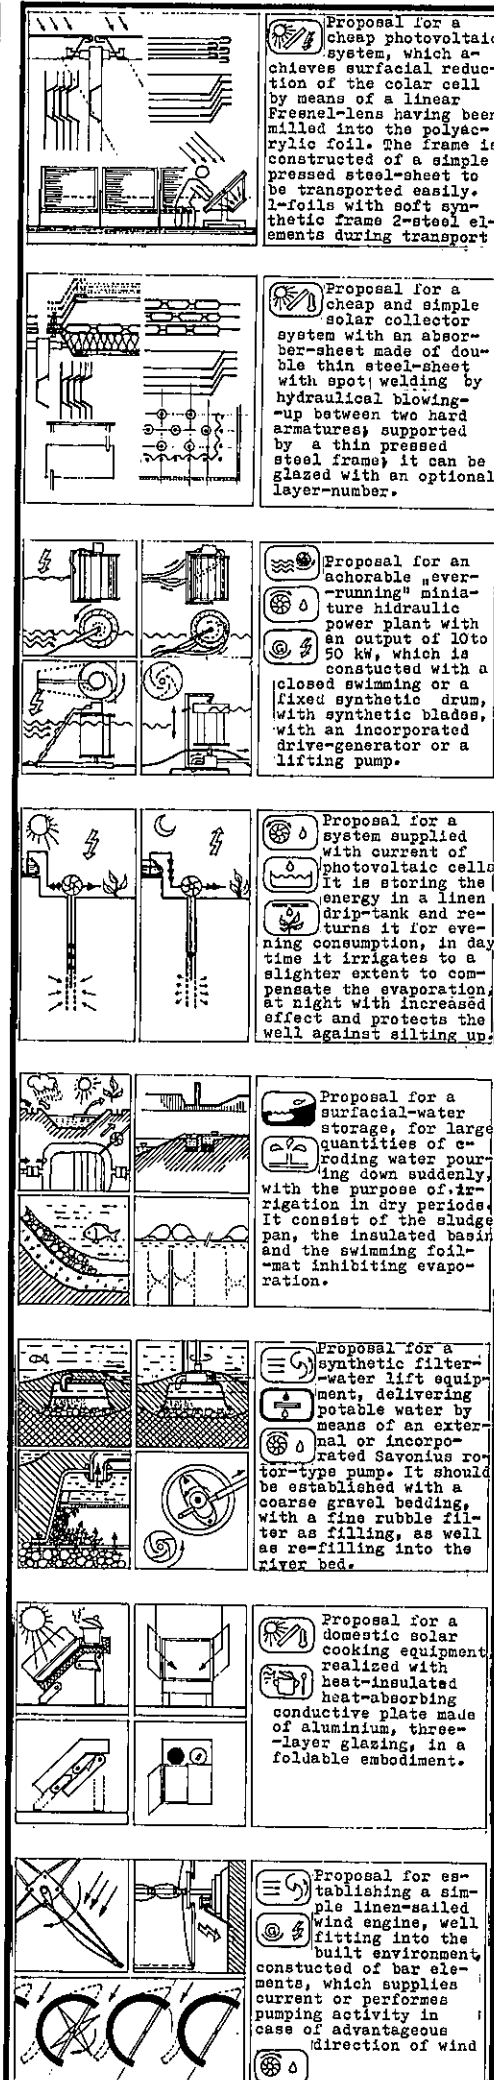 Proposal for a
cheap photovoltaic
system, which a-
chieves surfacial reduc-
tion of the colar cell
by means of a linear
Fresnel-lens having been
milled into the polyac-
rylic foil. The frame is
constructed of a simple
pressed steel-sheet to
be transported easily.
1-foils with soft syn-
thetic frame 2-steel el-
ements during transport
Proposal for a
cheap and simple
solar collector
system with an absor-
ber-sheet made of dou-
ble thin steel-sheet
with spot welding by
hydraulical blowing-
-up between two hard
armatures, supported
by a thin pressed
steel frame, it can be
glazed with an optional
layer-number.
Proposal for an
achorable „ever-
-running" minia-
ture hidraulic
power plant with
an output of 10to
50 kW, which is
constucted with a
closed swimming or a
fixed synthetic drum,
with synthetic blades,
with an incorporated
drive-generator or a
lifting pump.
Proposal for a
system supplied
with current of
photovoltaic cells
It is storing the
energy in a linen
drip-tank and re-
turns it for eve-
ning consumption, in day
time it irrigates to a
slighter extent to com-
pensate the evaporation,
at night with increased
effect and protects the
well against silting up.
Proposal for a
surfacial-water
storage, for large
quantities of e-
roding water pour-
ing down suddenly,
with the purpose of ir-
rigation in dry periods.
It consist of the sludge
pan, the insulated basin
and the swimming foil-
-mat inhibiting evapo-
ration.
Proposal for a
synthetic filter-
-water lift equip-
ment, delivering
potable water by
means of an exter-
nal or incorpo-
rated Savonius ro-
tor-type pump. It should
be established with a
coarse gravel bedding,
with a fine rubble fil-
ter as filling, as well
as re-filling into the
river bed.
Proposal for a
domestic solar
cooking equipment
realized with
heat-insulated
heat-absorbing
conductive plate made
of aluminium, three-
-layer glazing, in a
foldable embodiment.
Proposal for es-
tablishing a sim-
ple linen-sailed
wind engine, well
fitting into the
built environment,
constucted of bar ele-
ments, which supplies
current or performes
pumping activity in
case of advantageous
direction of wind